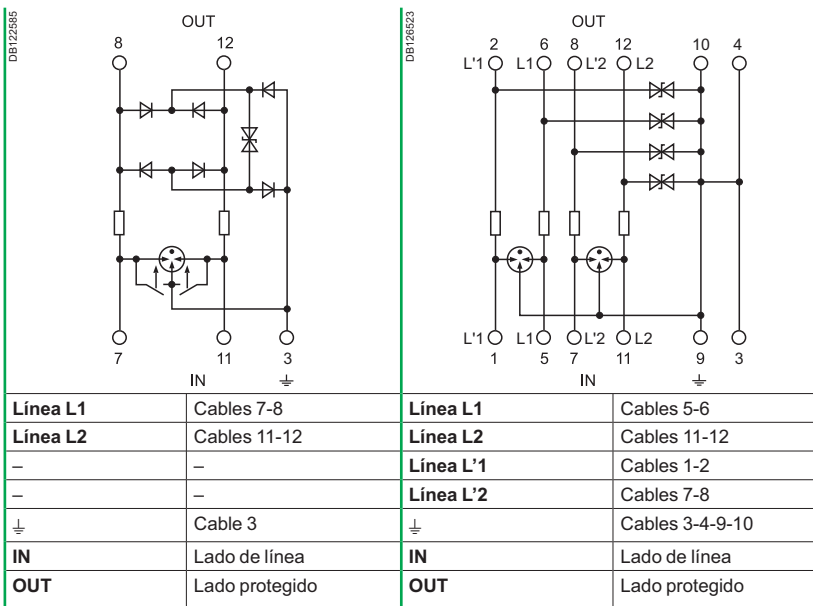 DB122585
OUT
8 12
7 11 3
IN ⏚
Línea L1 Cables 7-8
Línea L2 Cables 11-12
– –
– –
⏚ Cable 3
IN Lado de línea
OUT Lado protegido
DB126523
OUT
2 6 8 12 10 4
L'1 L1 L'2 L2
L'1 L1 L'2 L2
1 5 7 11 9 3
IN ⏚
Línea L1 Cables 5-6
Línea L2 Cables 11-12
Línea L'1 Cables 1-2
Línea L'2 Cables 7-8
⏚ Cables 3-4-9-10
IN Lado de línea
OUT Lado protegido